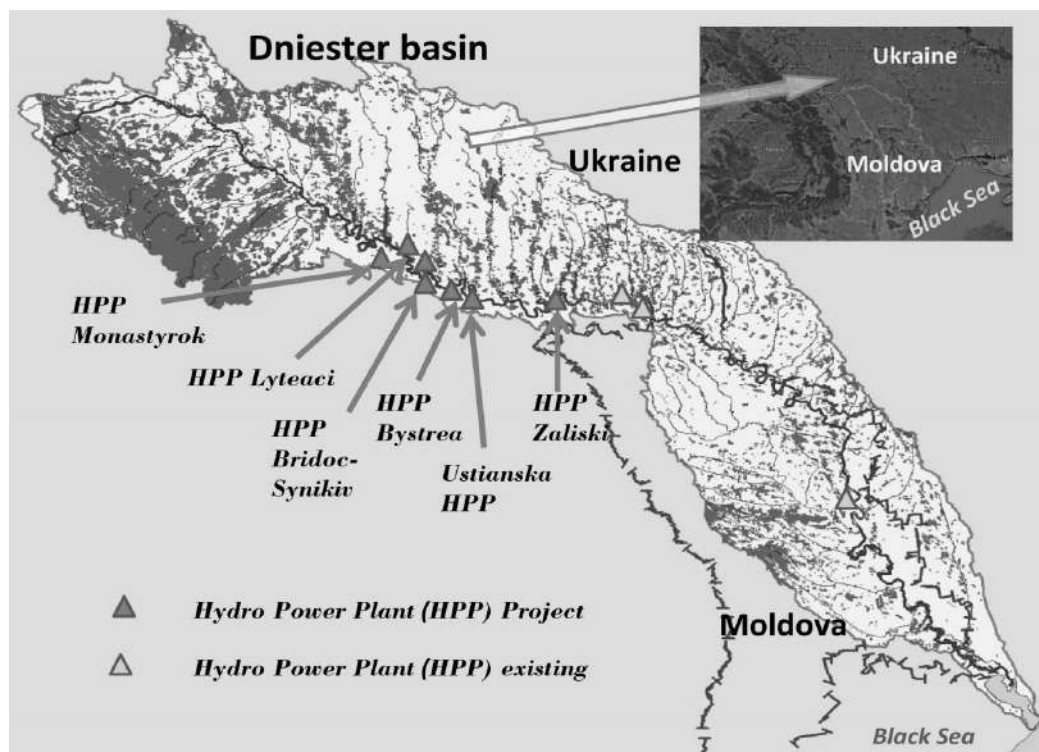 Dniester basin
Ukraine
Ukraine
Moldova
Black Sea
HPP
Monastyrok
HPP Lyteaci
HPP
Bridoc-
Synikiv
HPP
Bystrea
Ustianska
HPP
HPP
Zaliski
Hydro Power Plant (HPP) Project
Hydro Power Plant (HPP) existing
Moldova
Black Sea